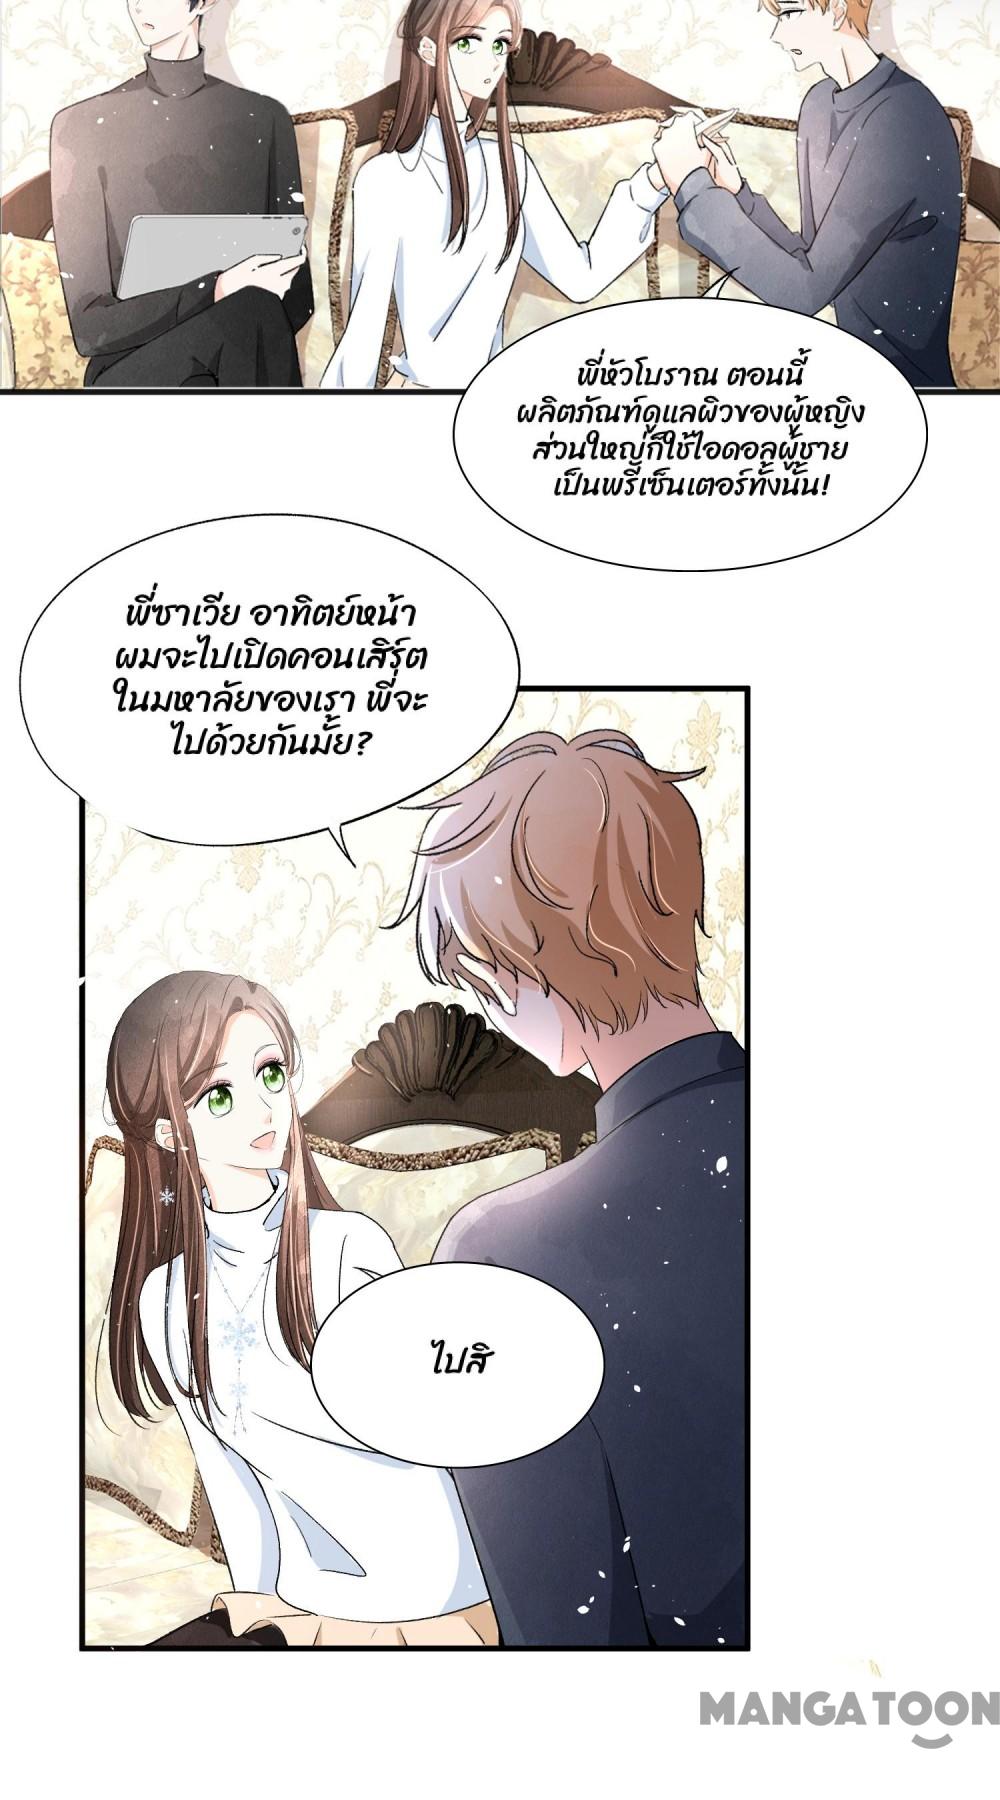 พี่หัวโบราณ ตอนนี้
ผลิตภัณฑ์ดูแลผิวของผู้หญิง
ส่วนใหญ่ก็ใช้ไอดอลผู้ชาย
เป็นพรีเซ็นเตอร์ทั้งนั้น!
พี่ซาเวีย อาทิตย์หน้า
ผมจะไปเปิดคอนเสิร์ต
ในมหาลัยของเรา พี่จะ
ไปด้วยกันมั้ย?
ไปสิ
MANGATOON